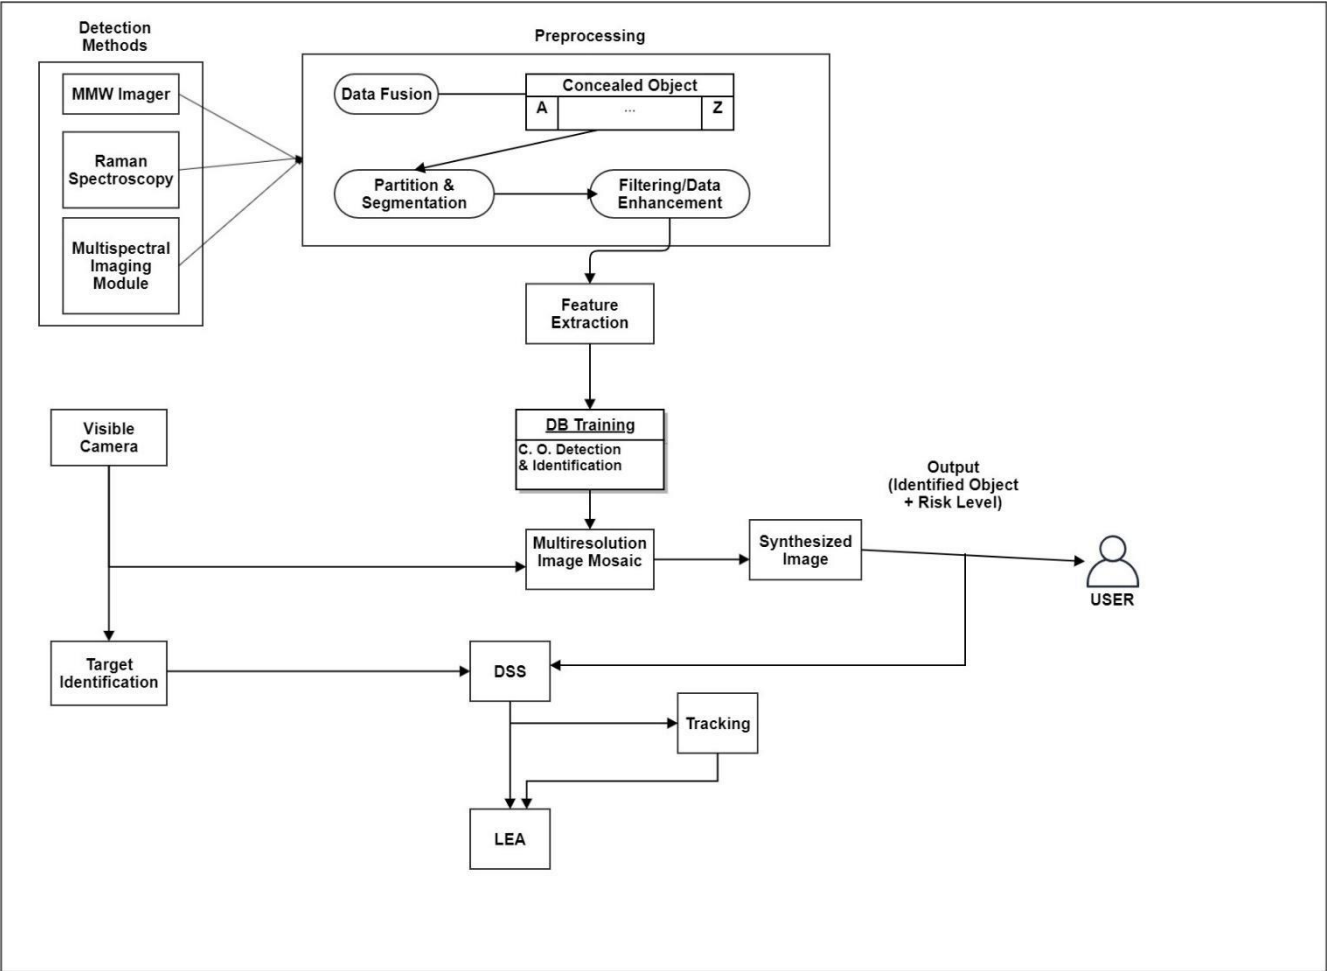 Detection
Methods
MMW Imager
Raman
Spectroscopy
Multispectral
Imaging
Module
Preprocessing
Data Fusion
Concealed Object
A
...
Z
Partition &
Segmentation
Filtering/Data
Enhancement
Feature
Extraction
DB Training
C. O. Detection
& Identification
Visible
Camera
Multiresolution
Image Mosaic
Synthesized
Image
Output
(Identified Object
+ Risk Level)
USER
Target
Identification
DSS
Tracking
LEA